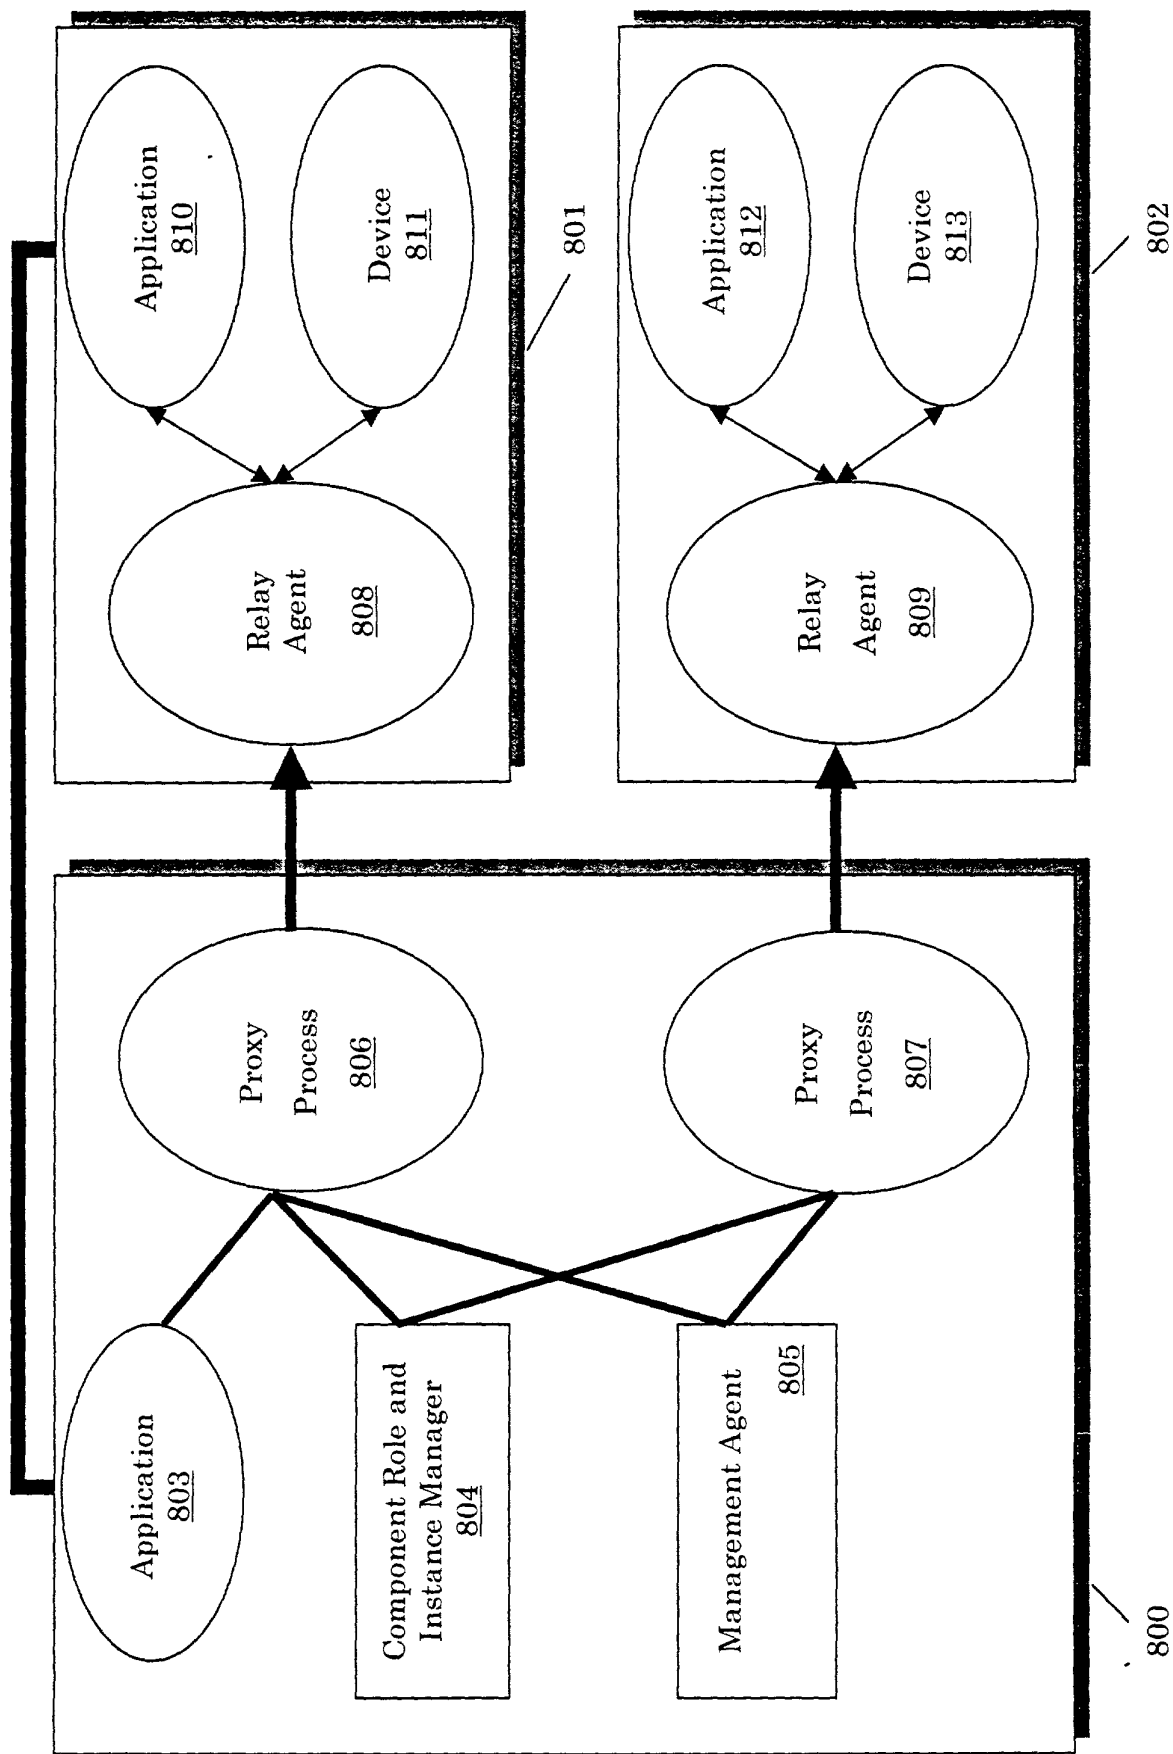 Application
803
Component Role and
Instance Manager
804
Management Agent
805
Proxy
Process
806
Proxy
Process
807
Relay
Agent
808
Relay
Agent
809
Application
810
Device
811
Application
812
Device
813
801
802
800